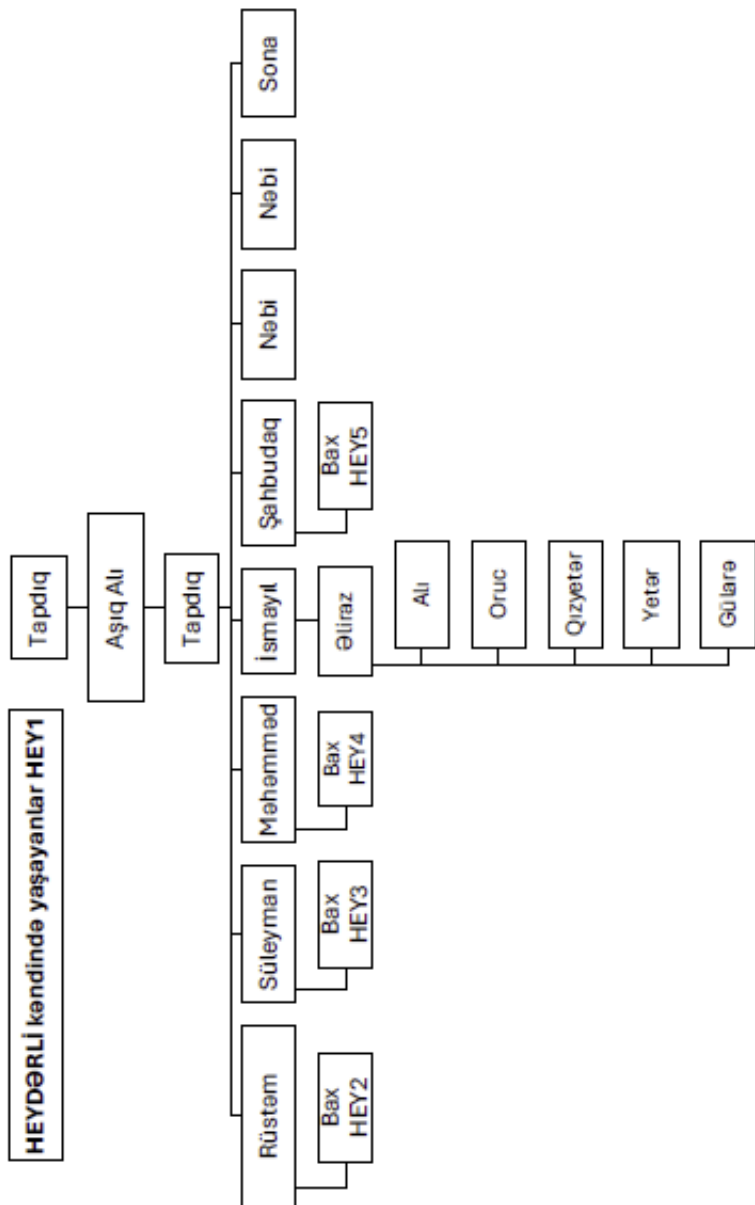 HEYDƏRLİ kəndində yaşayanlar HEY1
Tapdıq
Aşıq Alı
Tapdıq
Rüstəm
Süleyman
Məhəmməd
İsmayıl
Şahbudaq
Nəbi
Nəbi
Sona
Bax
HEY2
Bax
HEY3
Bax
HEY4
Əliraz
Bax
HEY5
Alı
Oruc
Qızyetər
Yetər
Gülarə